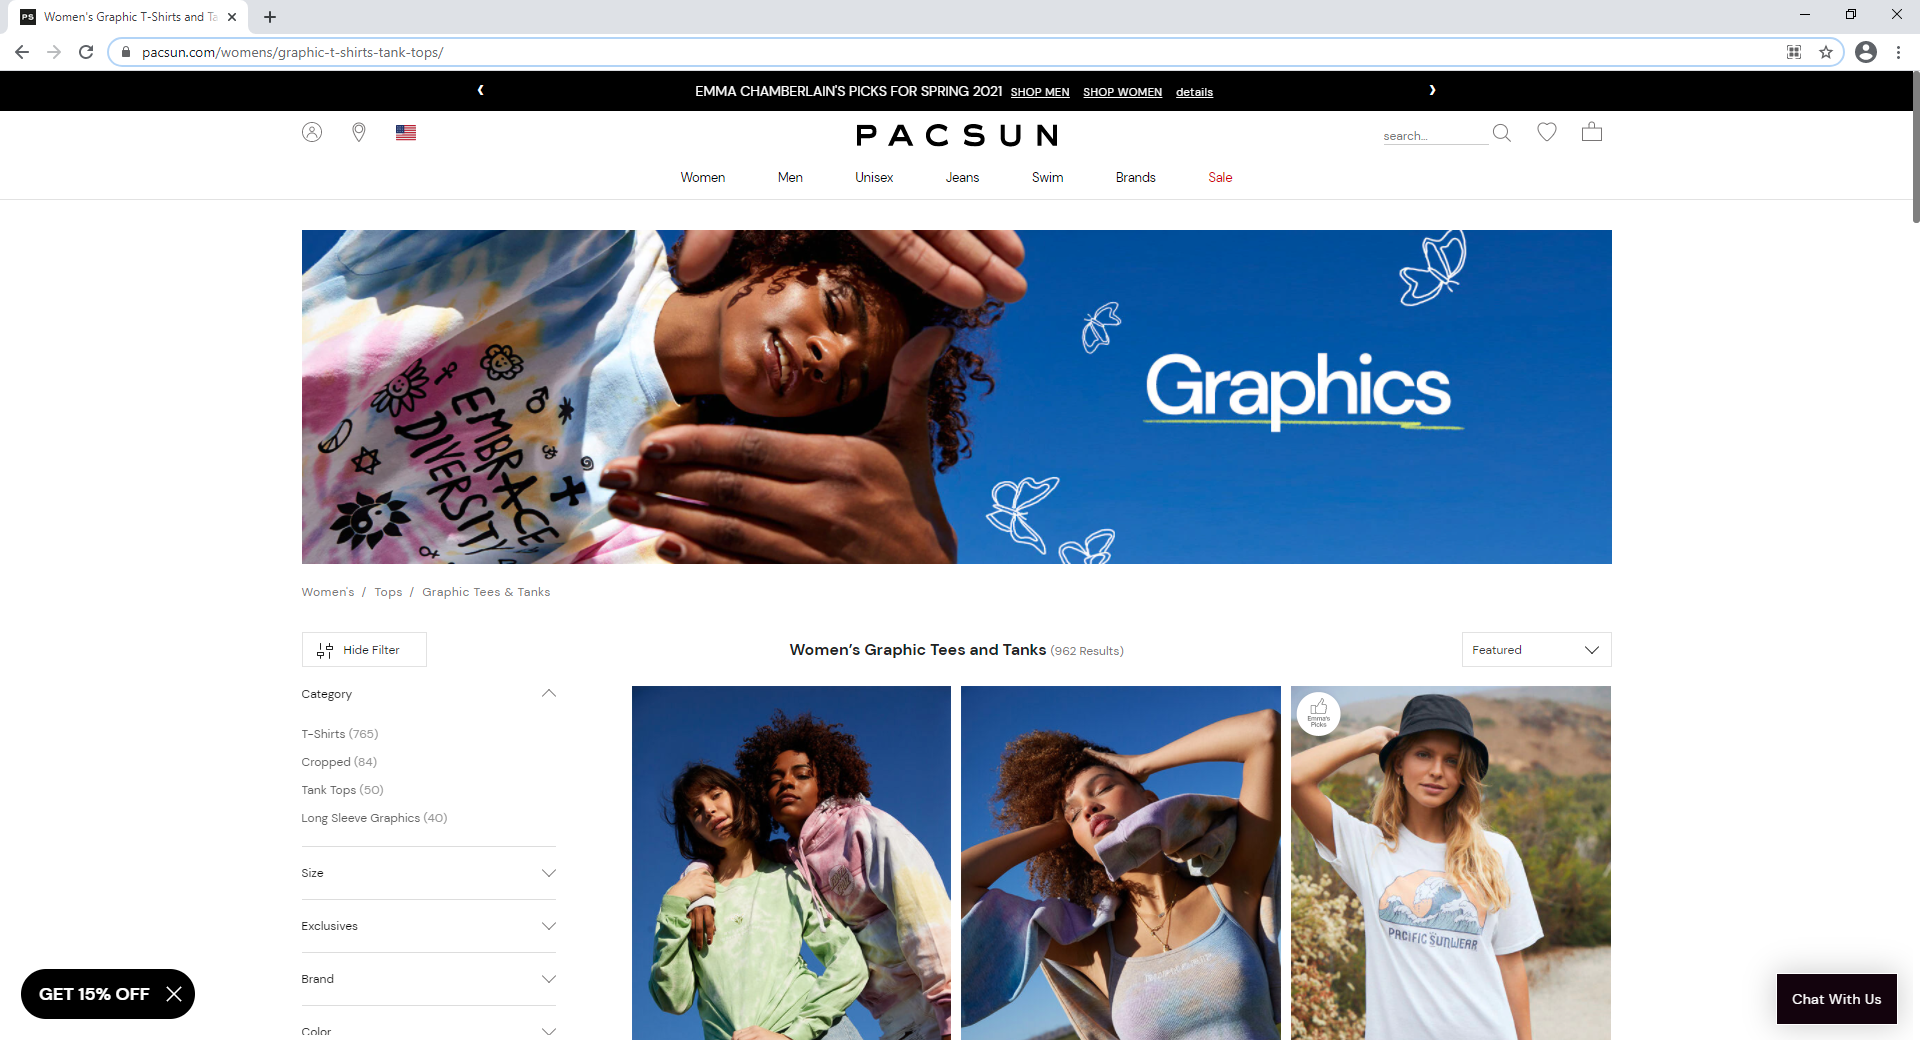 PS Women's Graphic T-Shirts and Ta
pacsun.com/womens/graphic-t-shirts-tank-tops/
EMMA CHAMBERLAIN'S PICKS FOR SPRING 2021 SHOP MEN SHOP WOMEN details
PACSUN
search...
Women Men Unisex Jeans Swim Brands Sale
EMBRACE
DIVERSITY
Graphics
Women's / Tops / Graphic Tees & Tanks
Hide Filter
Women's Graphic Tees and Tanks (962 Results)
Featured
Category
T-Shirts (765)
Cropped (84)
Tank Tops (50)
Long Sleeve Graphics (40)
Size
Exclusives
Brand
Color
Emma's
Picks
PACIFIC SUNWEAR
GET 15% OFF
Chat With Us